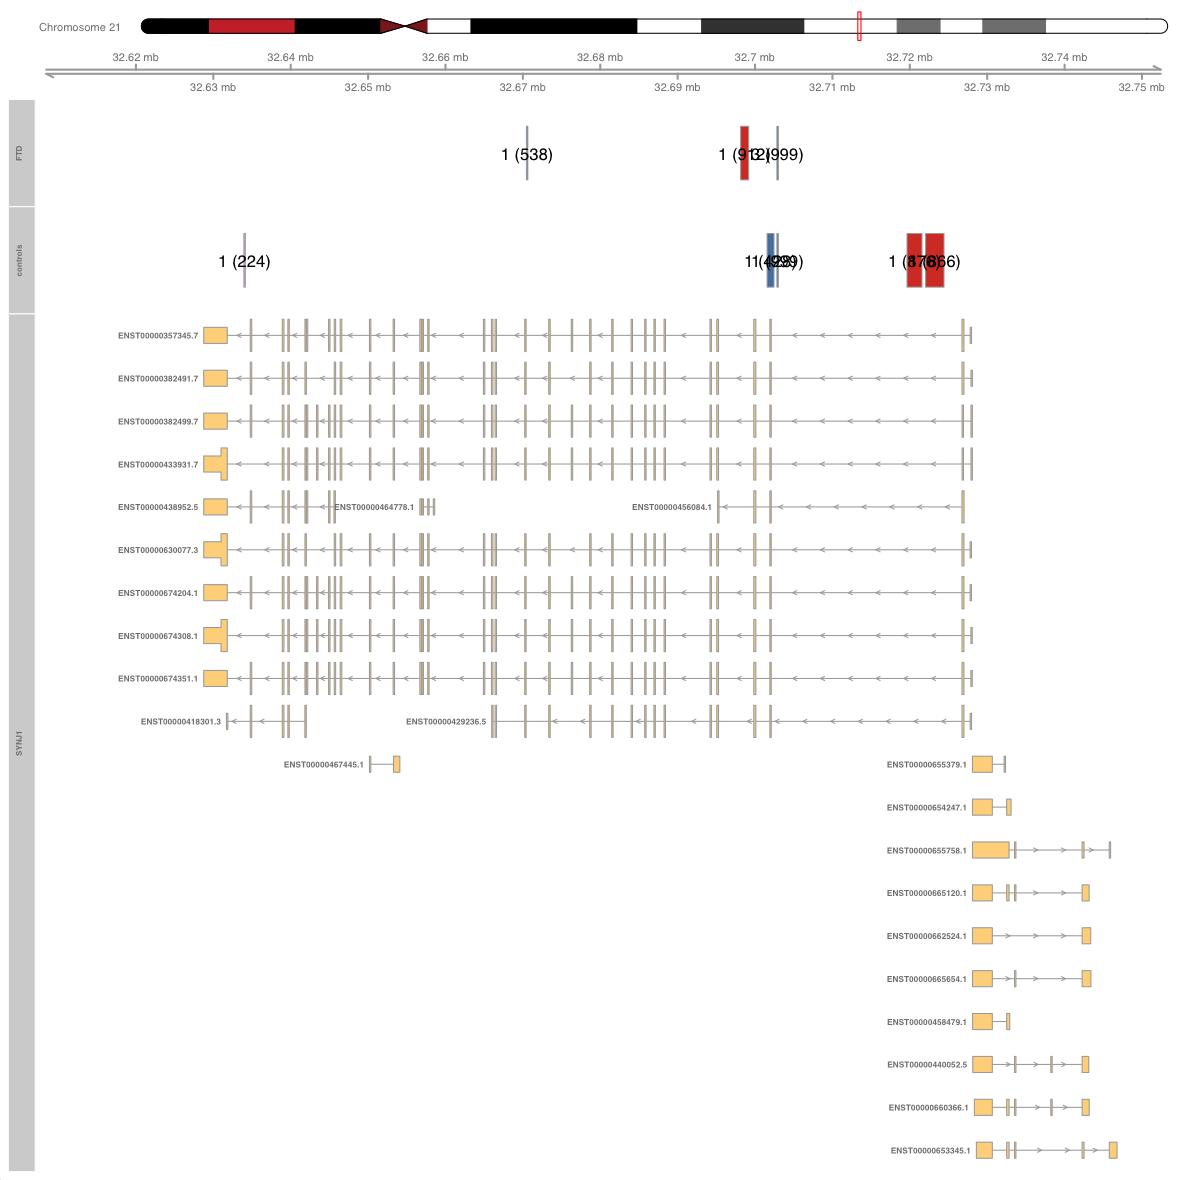 Chromosome 21
32.62 mb 32.64 mb 32.66 mb 32.68 mb 32.7 mb 32.72 mb 32.74 mb
32.63 mb 32.65 mb 32.67 mb 32.69 mb 32.71 mb 32.73 mb 32.75 mb
FTD
1 (538) 1 (912) (999)
controls
1 (224) 1 ( 1 (
ENST00000357345.7
ENST00000382491.7
ENST00000382499.7
ENST00000433931.7
ENST00000438952.5 ENST00000464778.1 ENST00000456084.1
ENST00000630077.3
ENST00000674204.1
ENST00000674308.1
ENST00000674351.1
SYNJ1
ENST00000418301.3 ENST00000429236.5
ENST00000467445.1 ENST00000655379.1
ENST00000654247.1
ENST00000655758.1
ENST00000665120.1
ENST00000662524.1
ENST00000665654.1
ENST00000458479.1
ENST00000440052.5
ENST00000660366.1
ENST00000653345.1